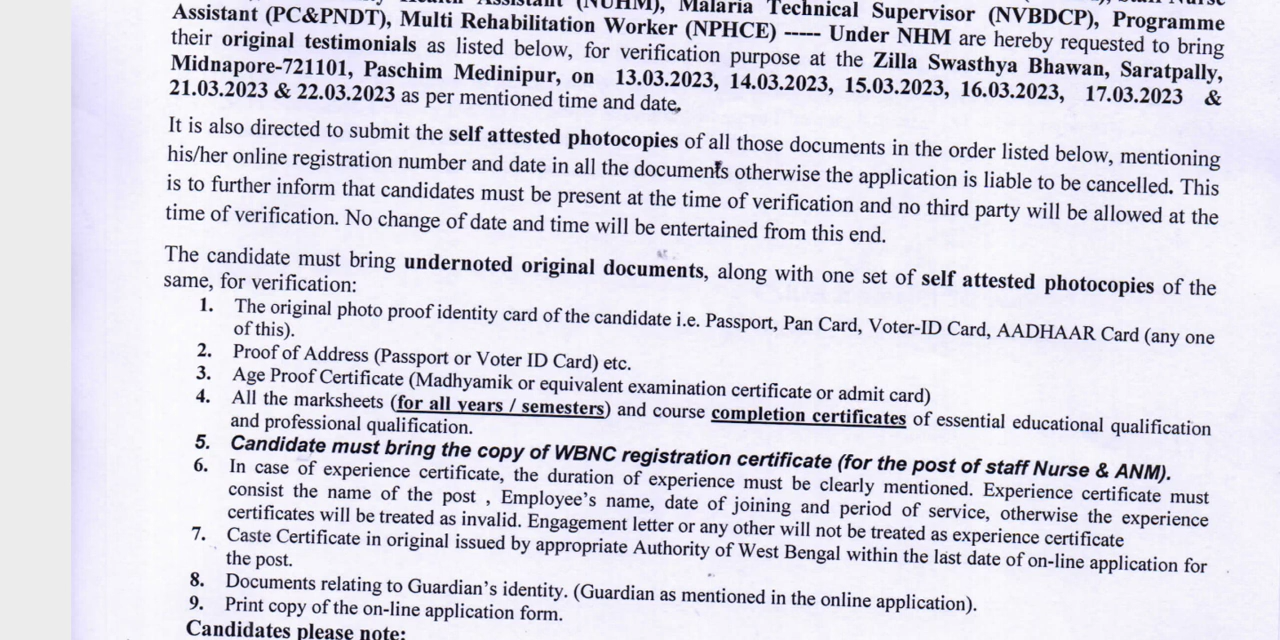 Assistant (NUHM), Malaria Technical Supervisor (NVBDCP), Programme
Assistant (PC&PNDT), Multi Rehabilitation Worker (NPHCE) ----- Under NHM are hereby requested to bring
their original testimonials as listed below, for verification purpose at the Zilla Swasthya Bhawan, Saratpally,
Midnapore-721101, Paschim Medinipur, on 13.03.2023, 14.03.2023, 15.03.2023, 16.03.2023, 17.03.2023 &
21.03.2023 & 22.03.2023 as per mentioned time and date.
It is also directed to submit the self attested photocopies of all those documents in the order listed below, mentioning
his/her online registration number and date in all the documents otherwise the application is liable to be cancelled. This
is to further inform that candidates must be present at the time of verification and no third party will be allowed at the
time of verification. No change of date and time will be entertained from this end.
The candidate must bring undernoted original documents, along with one set of self attested photocopies of the
same, for verification:
1. The original photo proof identity card of the candidate i.e. Passport, Pan Card, Voter-ID Card, AADHAAR Card (any one
of this).
2. Proof of Address (Passport or Voter ID Card) etc.
3. Age Proof Certificate (Madhyamik or equivalent examination certificate or admit card)
4. All the marksheets (for all years / semesters) and course completion certificates of essential educational qualification
and professional qualification.
5. Candidate must bring the copy of WBNC registration certificate (for the post of staff Nurse & ANM).
6. In case of experience certificate, the duration of experience must be clearly mentioned. Experience certificate must
consist the name of the post , Employee's name, date of joining and period of service, otherwise the experience
certificates will be treated as invalid. Engagement letter or any other will not be treated as experience certificate
7. Caste Certificate in original issued by appropriate Authority of West Bengal within the last date of on-line application for
the post.
8. Documents relating to Guardian's identity. (Guardian as mentioned in the online application).
9. Print copy of the on-line application form.
Candidates please note: